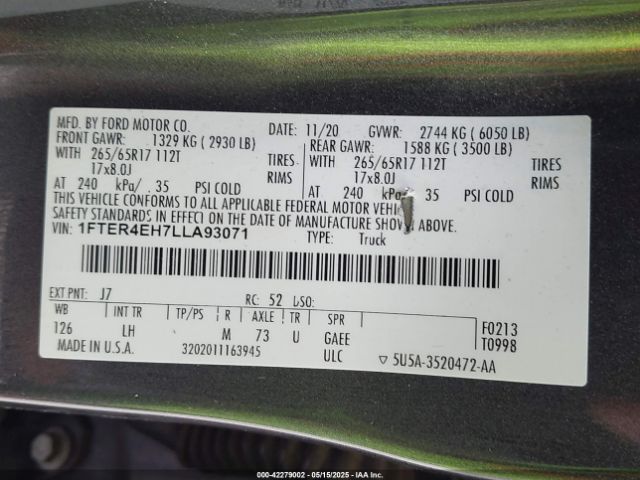 MFD. BY FORD MOTOR CO.
DATE: 11/20 GVWR: 2744 KG ( 6050 LB)
FRONT GAWR: 1329 KG ( 2930 LB)
REAR GAWR: 1588 KG ( 3500 LB)
WITH 265/65R17 112T TIRES
WITH 265/65R17 112T TIRES
17x8.0J RIMS
17x8.0J RIMS
AT 240 kPa/ 35 PSI COLD
AT 240 kPa/ 35 PSI COLD
THIS VEHICLE CONFORMS TO ALL APPLICABLE FEDERAL MOTOR
SAFETY STANDARDS IN EFFECT ON THE DATE OF MANUFACTURE SHOWN ABOVE.
VIN: 1FTER4EH7LLA93071
TYPE: Truck
EXT PNT: J7 RC: 52 DSO:
WB INT TR TP/PS R AXLE TR SPR
126 LH M 73 U GAEE
F0213
T0998
ULC
MADE IN U.S.A. 3202011163945
▽ 5U5A-3520472-AA
000-42279002 - 05/15/2025 - IAA Inc.